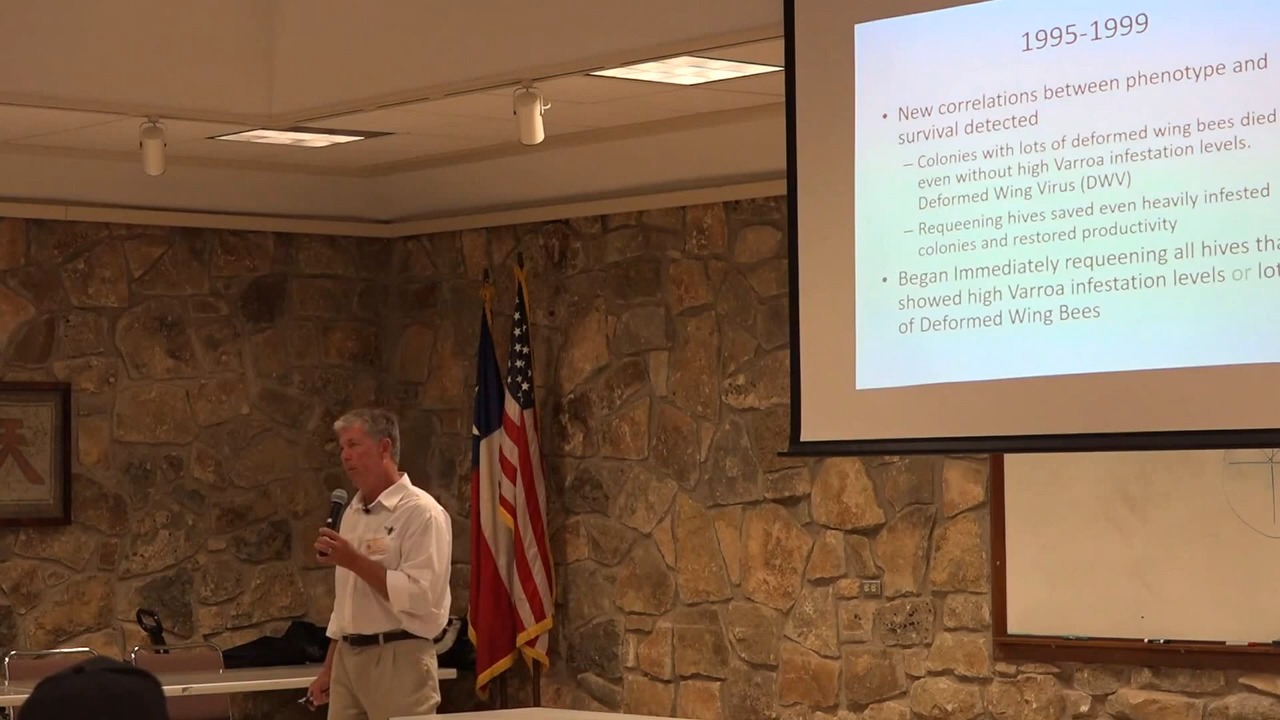 1995-1999
• New correlations between phenotype and
survival detected
– Colonies with lots of deformed wing bees died
even without high Varroa infestation levels.
Deformed Wing Virus (DWV)
– Requeening hives saved even heavily infested
colonies and restored productivity
• Began Immediately requeening all hives tha
showed high Varroa infestation levels or lot
of Deformed Wing Bees